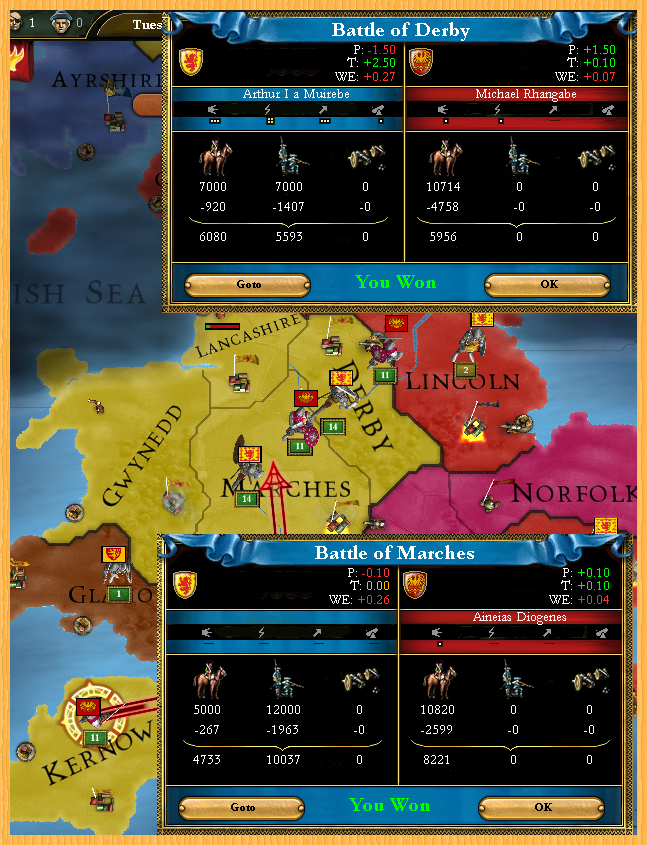 1 0 Tues
Battle of Derby
P: -1.50 P: +1.50
T: +2.50 T: +0.10
WE: +0.27 WE: +0.07
Arthur I a Muirebe Michael Rhangabe
7000 7000 0 10714 0 0
-920 -1407 -0 -4758 -0 -0
6080 5593 0 5956 0 0
Goto You Won OK
AYRSHIRE
ISH SEA
LANCASHIRE
11
LINCOLN
2
DERBY
14
11
GWYNEDD
MARCHES
14
NORFOLK
1
KERNOW
11
Battle of Marches
P: -0.10 P: +0.10
T: 0.00 T: +0.10
WE: +0.26 WE: +0.04
Aineias Diogenes
5000 12000 0 10820 0 0
-267 -1963 -0 -2599 -0 -0
4733 10037 0 8221 0 0
Goto You Won OK